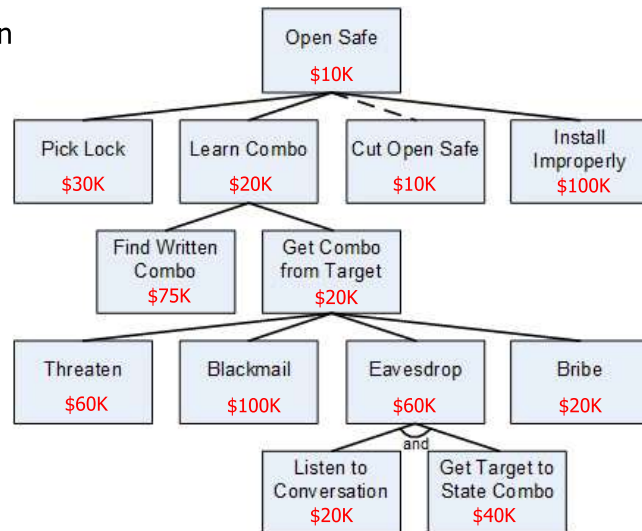 n
Open Safe
$10K
Pick Lock
$30K
Learn Combo
$20K
Cut Open Safe
$10K
Install
Improperly
$100K
Find Written
Combo
$75K
Get Combo
from Target
$20K
Threaten
$60K
Blackmail
$100K
Eavesdrop
$60K
Bribe
$20K
and
Listen to
Conversation
$20K
Get Target to
State Combo
$40K